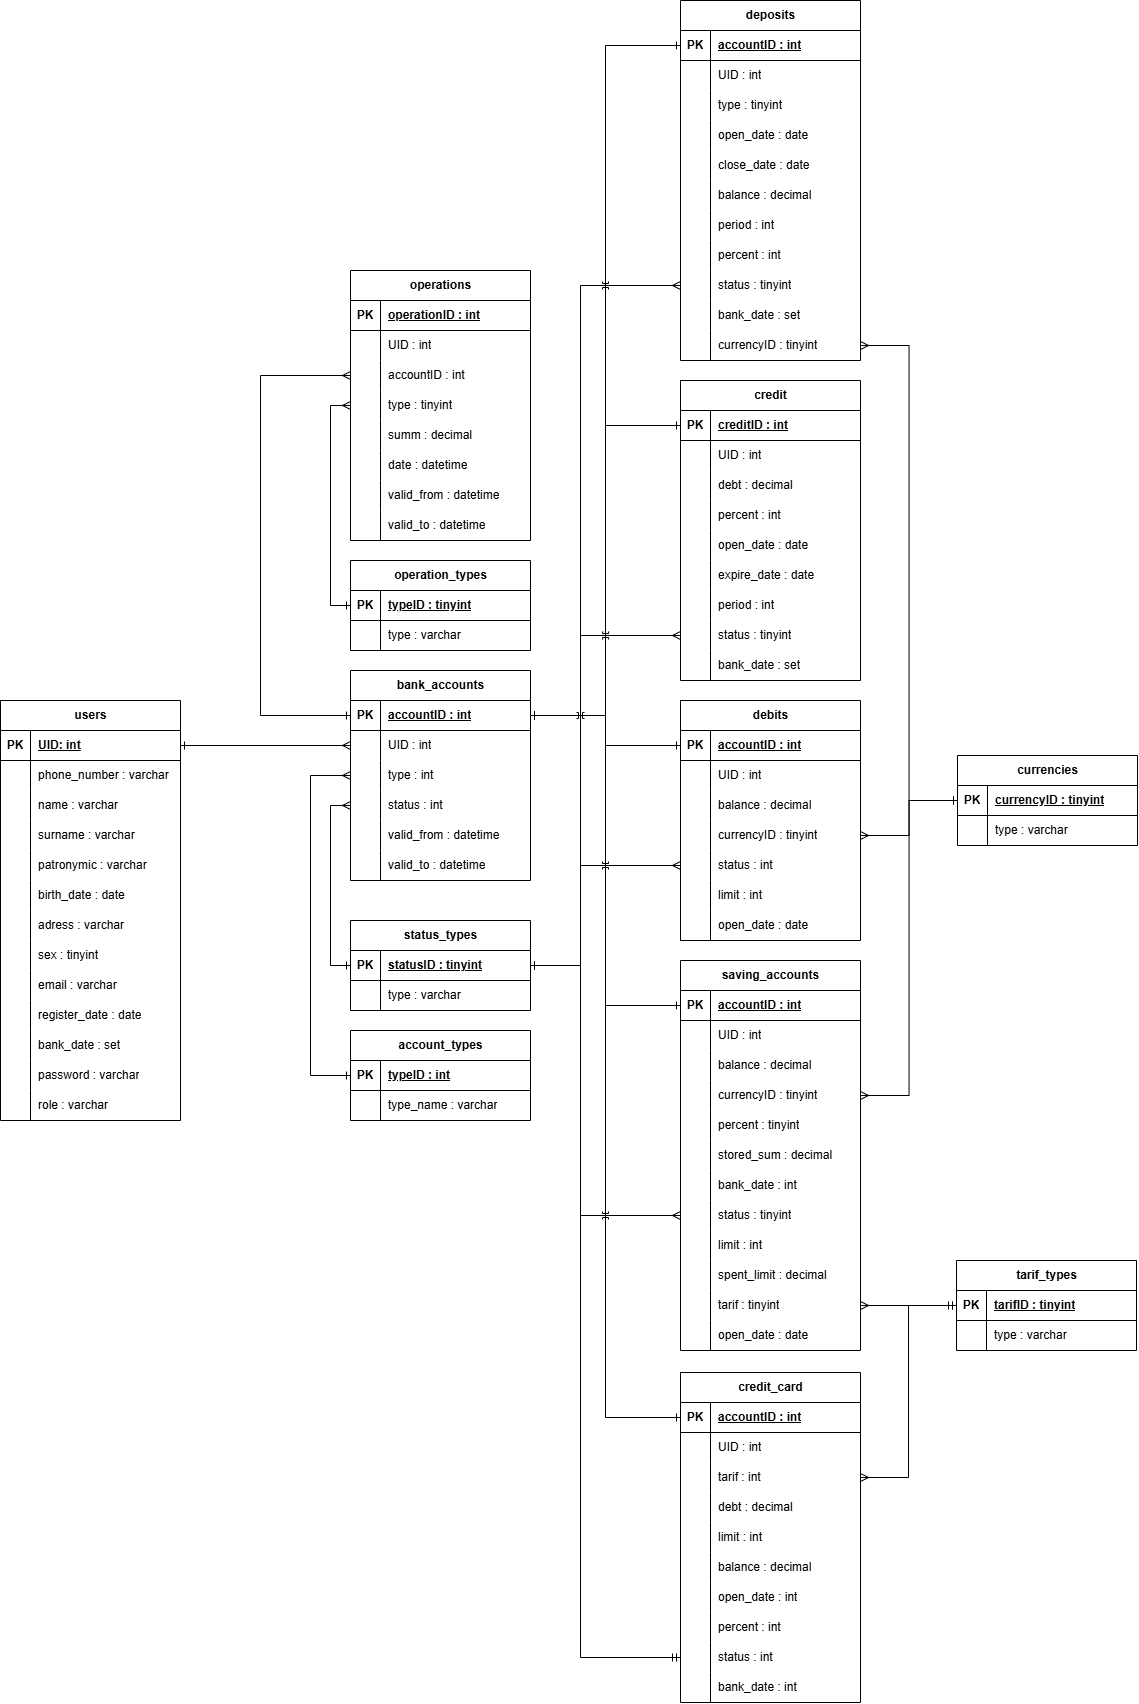 deposits
PK accountID : int
UID : int
type : tinyint
open_date : date
close_date : date
balance : decimal
period : int
percent : int
status : tinyint
bank_date : set
currencyID : tinyint
operations
PK operationID : int
UID : int
accountID : int
type : tinyint
summ : decimal
date : datetime
valid_from : datetime
valid_to : datetime
credit
PK creditID : int
UID : int
debt : decimal
percent : int
open_date : date
expire_date : date
period : int
status : tinyint
bank_date : set
operation_types
PK typeID : tinyint
type : varchar
bank_accounts
PK accountID : int
UID : int
type : int
status : int
valid_from : datetime
valid_to : datetime
users
PK UID: int
phone_number : varchar
name : varchar
surname : varchar
patronymic : varchar
birth_date : date
adress : varchar
sex : tinyint
email : varchar
register_date : date
bank_date : set
password : varchar
role : varchar
debits
PK accountID : int
UID : int
balance : decimal
currencyID : tinyint
status : int
limit : int
open_date : date
currencies
PK currencyID : tinyint
type : varchar
status_types
PK statusID : tinyint
type : varchar
account_types
PK typeID : int
type_name : varchar
saving_accounts
PK accountID : int
UID : int
balance : decimal
currencyID : tinyint
percent : tinyint
stored_sum : decimal
bank_date : int
status : tinyint
limit : int
spent_limit : decimal
tarif : tinyint
open_date : date
tarif_types
PK tarifID : tinyint
type : varchar
credit_card
PK accountID : int
UID : int
tarif : int
debt : decimal
limit : int
balance : decimal
open_date : int
percent : int
status : int
bank_date : int